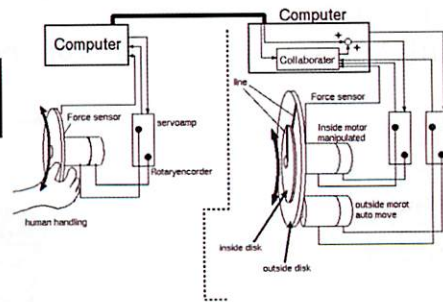 Computer
Force sensor
servoamp
Rotaryencorder
human handling
Computer
+
+
Collaborater
line
Force sensor
Inside motor
manipulated
outside morot
auto move
inside disk
outside disk